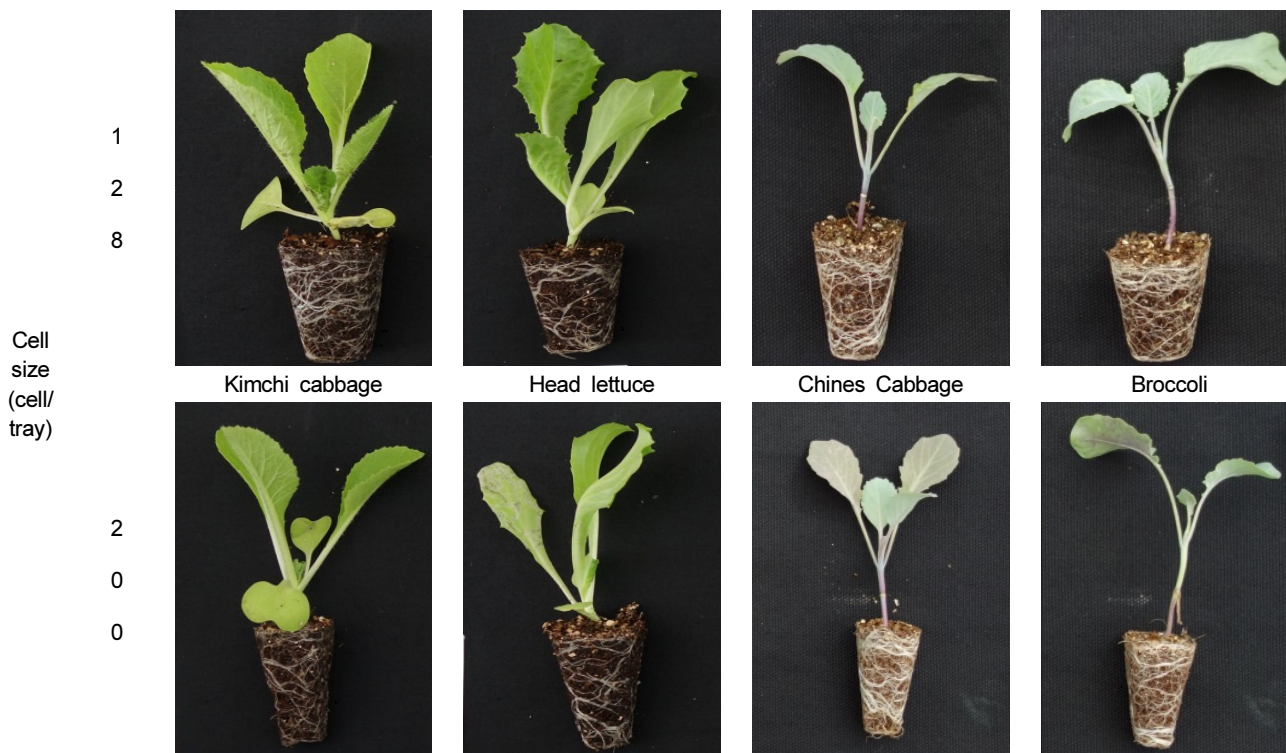 1
2
8
Cell
size
(cell/
tray)
Kimchi cabbage
Head lettuce
Chines Cabbage
Broccoli
2
0
0